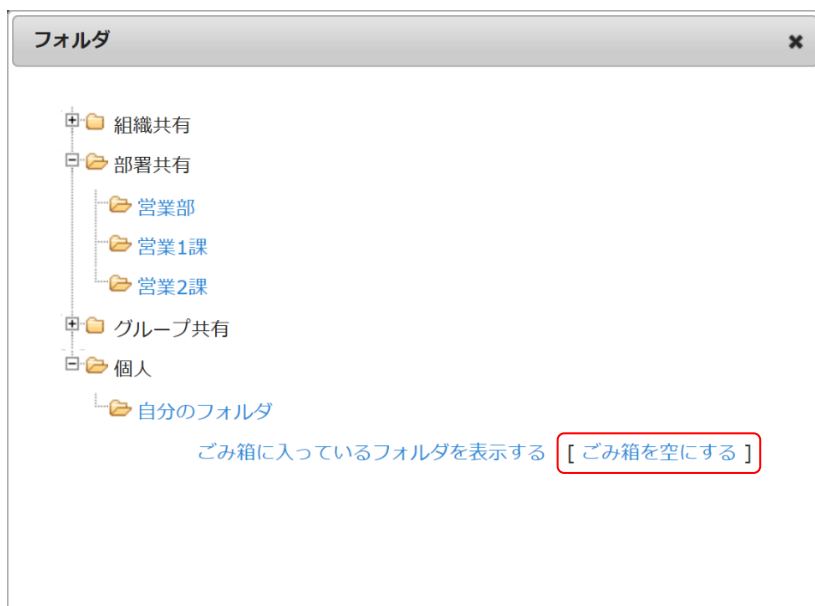 フォルダ
組織共有
部署共有
営業部
営業1課
営業2課
グループ共有
個人
自分のフォルダ
ごみ箱に入っているフォルダを表示する [ ごみ箱を空にする ]